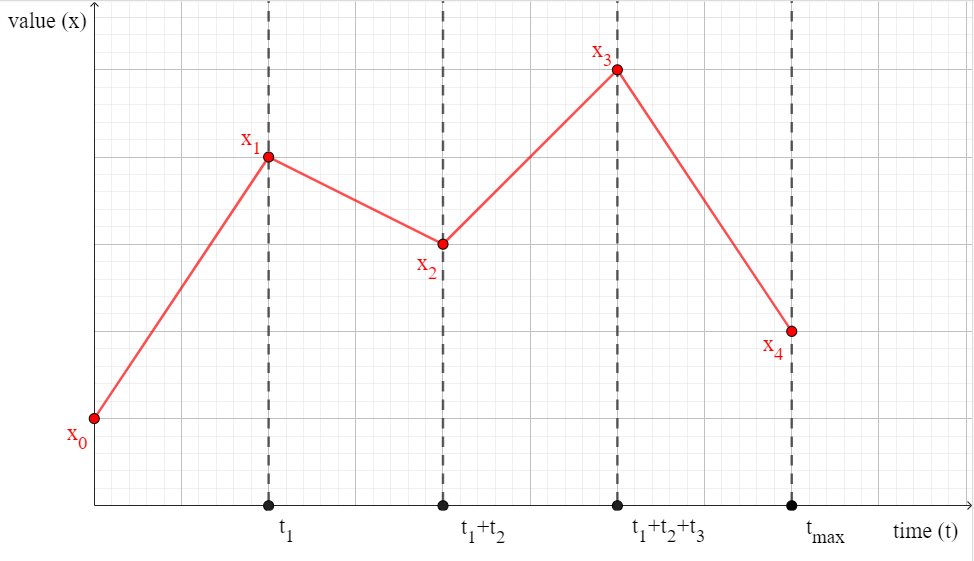 value (x)
x₃
x₁
x₂
x₄
x₀
t₁
t₁+t₂
t₁+t₂+t₃
tₘₐₓ
time (t)